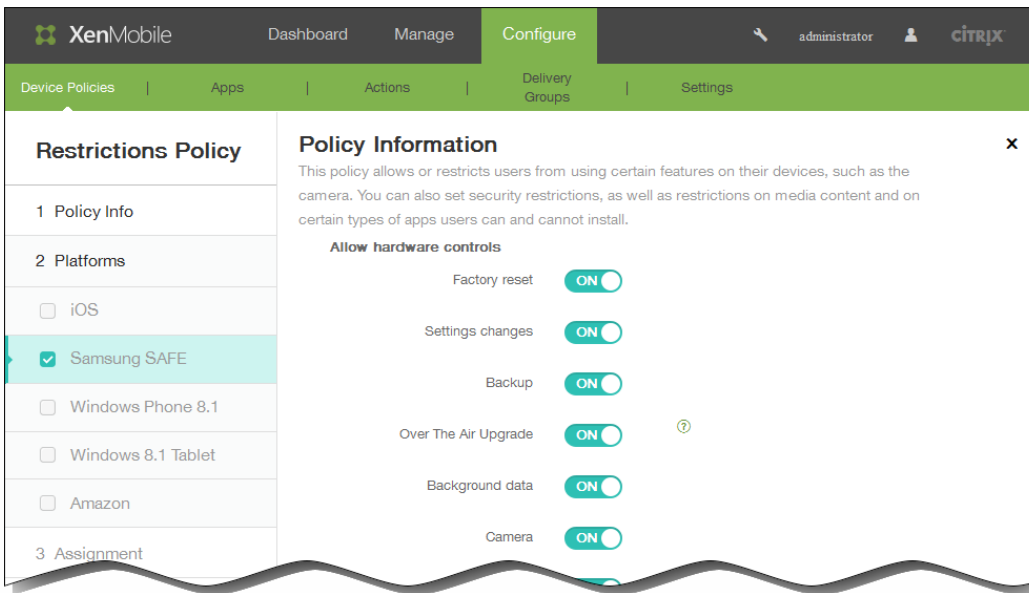 XenMobile
Dashboard
Manage
Configure
administrator
CITRIX
Device Policies | Apps | Actions | Delivery Groups | Settings
Restrictions Policy
1 Policy Info
2 Platforms
iOS
Samsung SAFE
Windows Phone 8.1
Windows 8.1 Tablet
Amazon
3 Assignment
Policy Information
This policy allows or restricts users from using certain features on their devices, such as the
camera. You can also set security restrictions, as well as restrictions on media content and on
certain types of apps users can and cannot install.
Allow hardware controls
Factory reset ON
Settings changes ON
Backup ON
Over The Air Upgrade ON ?
Background data ON
Camera ON